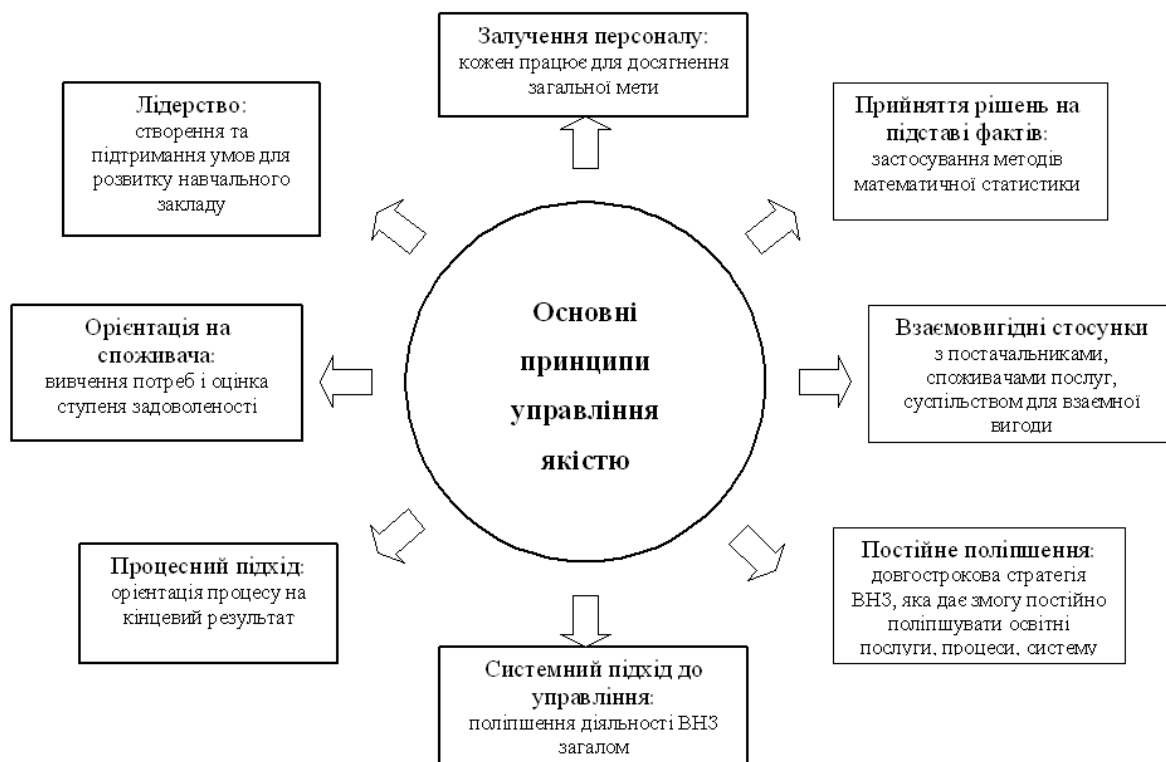 Залучення персоналу:
кожен працює для досягнення
загальної мети
Лідерство:
створення та
підтримання умов для
розвитку навчального
закладу
Прийняття рішень на
підставі фактів:
застосування методів
математичної статистики
Основні
принципи
управління
якістю
Орієнтація на
споживача:
вивчення потреб і оцінка
ступеня задоволеності
Взаємовигідні стосунки
з постачальниками,
споживачами послуг,
суспільством для взаємної
вигоди
Процесний підхід:
орієнтація процесу на
кінцевий результат
Постійне поліпшення:
довгострокова стратегія
ВНЗ, яка дає змогу постійно
поліпшувати освітні
послуги, процеси, систему
Системний підхід до
управління:
поліпшення діяльності ВНЗ
загалом